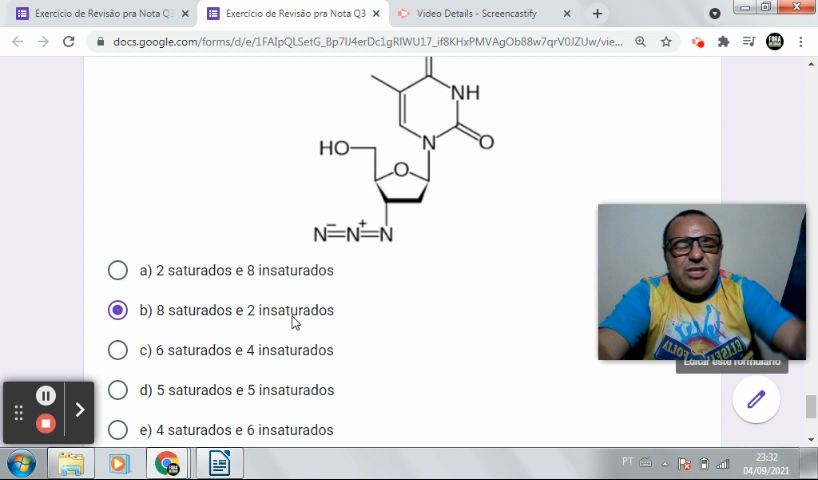 Exercício de Revisão pra Nota Q3
Exercício de Revisão pra Nota Q3
Video Details - Screencastify
docs.google.com/forms/d/e/1FAIpQLSetG_Bp7U4erDc1gRIWU17_if8KHxPMVAgOb88w7qrV0JZUw/vie...
NH
O
N
HO
O
N=N=N
− +
a) 2 saturados e 8 insaturados
b) 8 saturados e 2 insaturados
c) 6 saturados e 4 insaturados
d) 5 saturados e 5 insaturados
e) 4 saturados e 6 insaturados
FOLIA
Editar este formulário
PT
23:32
04/09/2021